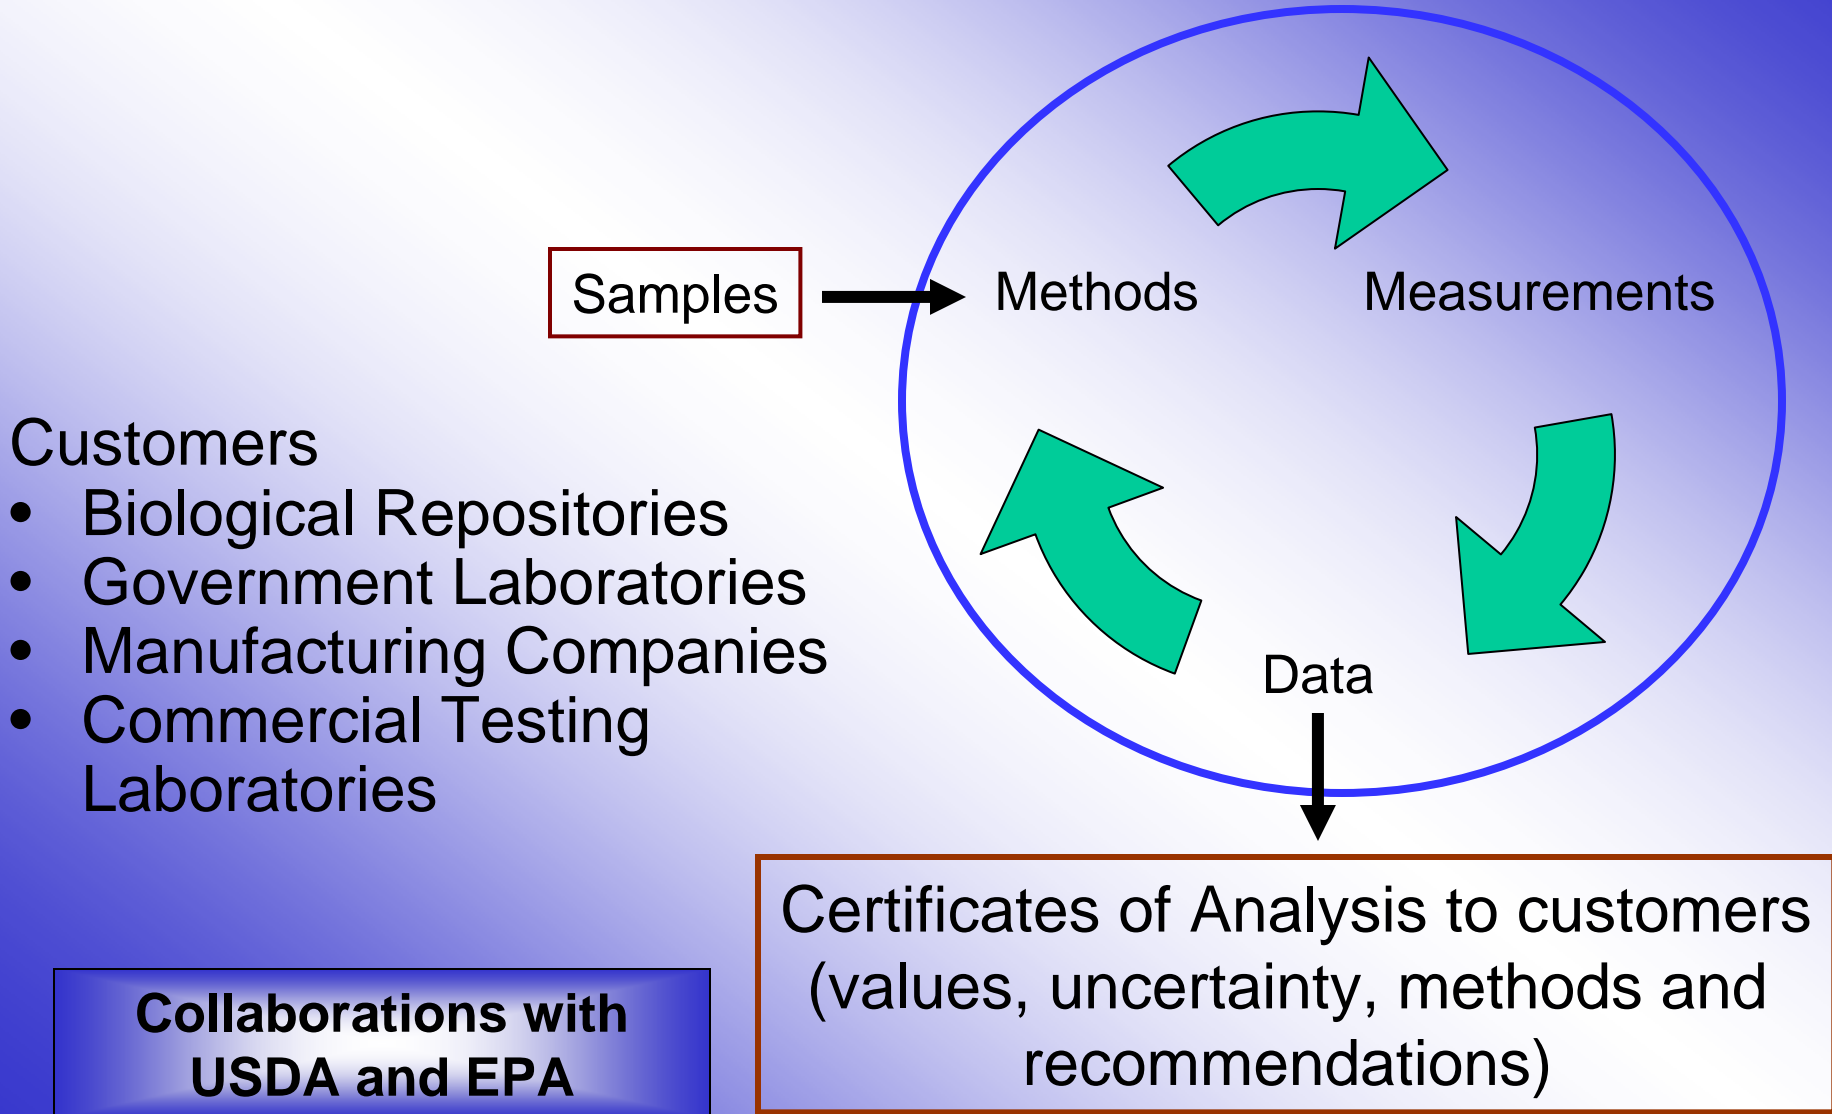 Samples
Methods
Measurements
Data
Customers
• Biological Repositories
• Government Laboratories
• Manufacturing Companies
• Commercial Testing
Laboratories
Certificates of Analysis to customers
(values, uncertainty, methods and
recommendations)
Collaborations with
USDA and EPA